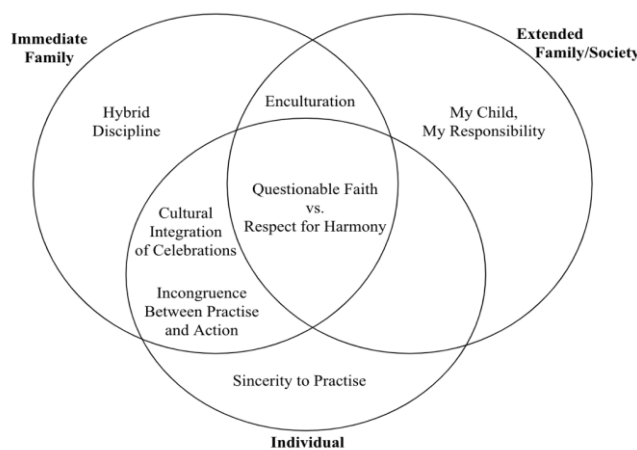 Immediate
Family
Extended
Family/Society
Hybrid
Discipline
Enculturation
My Child,
My Responsibility
Questionable Faith
vs.
Respect for Harmony
Cultural
Integration
of Celebrations
Incongruence
Between Practise
and Action
Sincerity to Practise
Individual